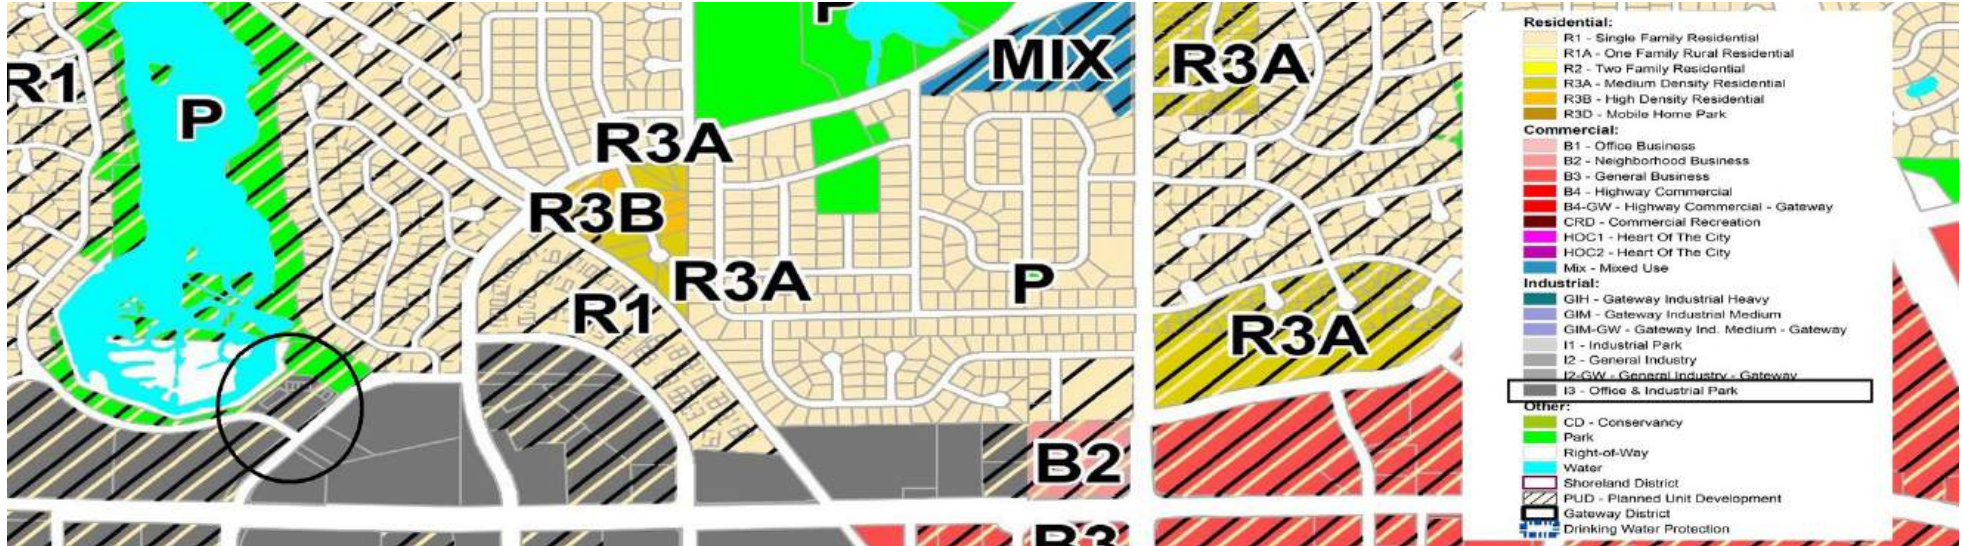 P
R1
P
MIX
R3A
R3A
R3B
R3A
P
R1
R3A
B2
B3
Residential:
R1 - Single Family Residential
R1A - One Family Rural Residential
R2 - Two Family Residential
R3A - Medium Density Residential
R3B - High Density Residential
R3D - Mobile Home Park
Commercial:
B1 - Office Business
B2 - Neighborhood Business
B3 - General Business
B4 - Highway Commercial
B4-GW - Highway Commercial - Gateway
CRD - Commercial Recreation
HOC1 - Heart Of The City
HOC2 - Heart Of The City
Mix - Mixed Use
Industrial:
GIH - Gateway Industrial Heavy
GIM - Gateway Industrial Medium
GIM-GW - Gateway Ind. Medium - Gateway
I1 - Industrial Park
I2 - General Industry
I2-GW - General Industry - Gateway
I3 - Office & Industrial Park
Other:
CD - Conservancy
Park
Right-of-Way
Water
Shoreland District
PUD - Planned Unit Development
Gateway District
Drinking Water Protection